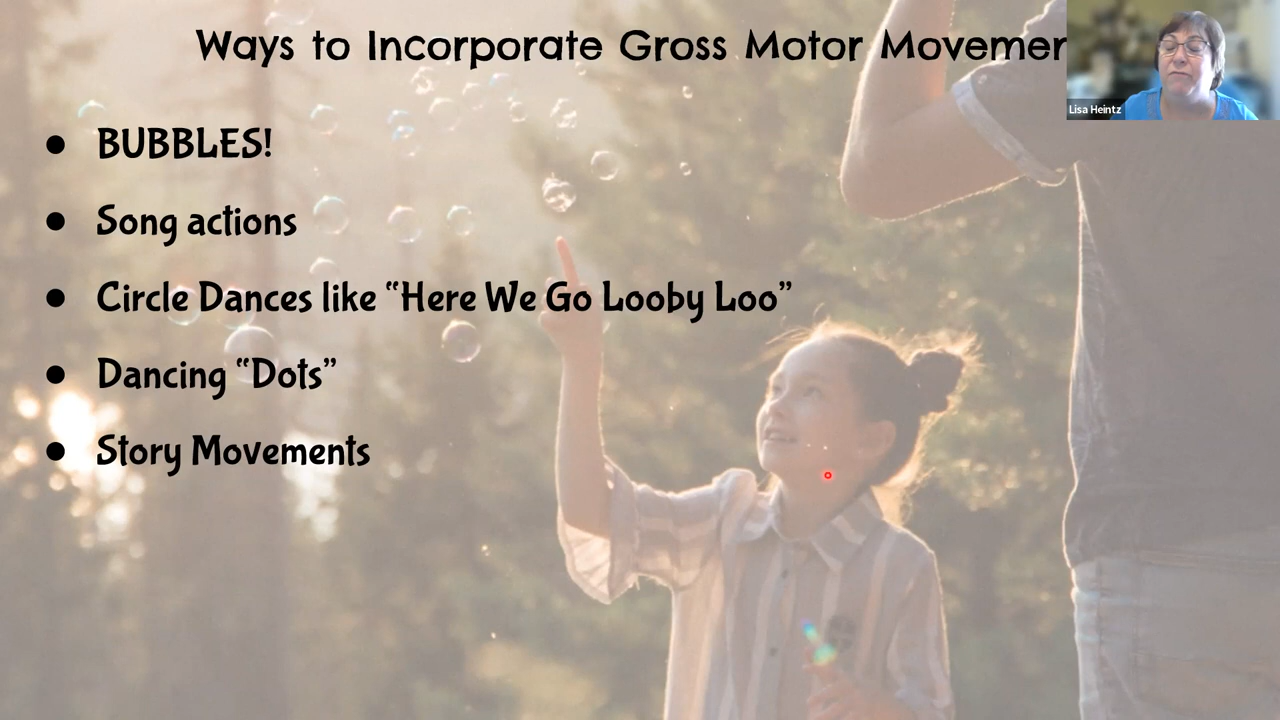 Ways to Incorporate Gross Motor Movemen
Lisa Heintz
● BUBBLES!
● Song actions
● Circle Dances like “Here We Go Looby Loo”
● Dancing “Dots”
● Story Movements